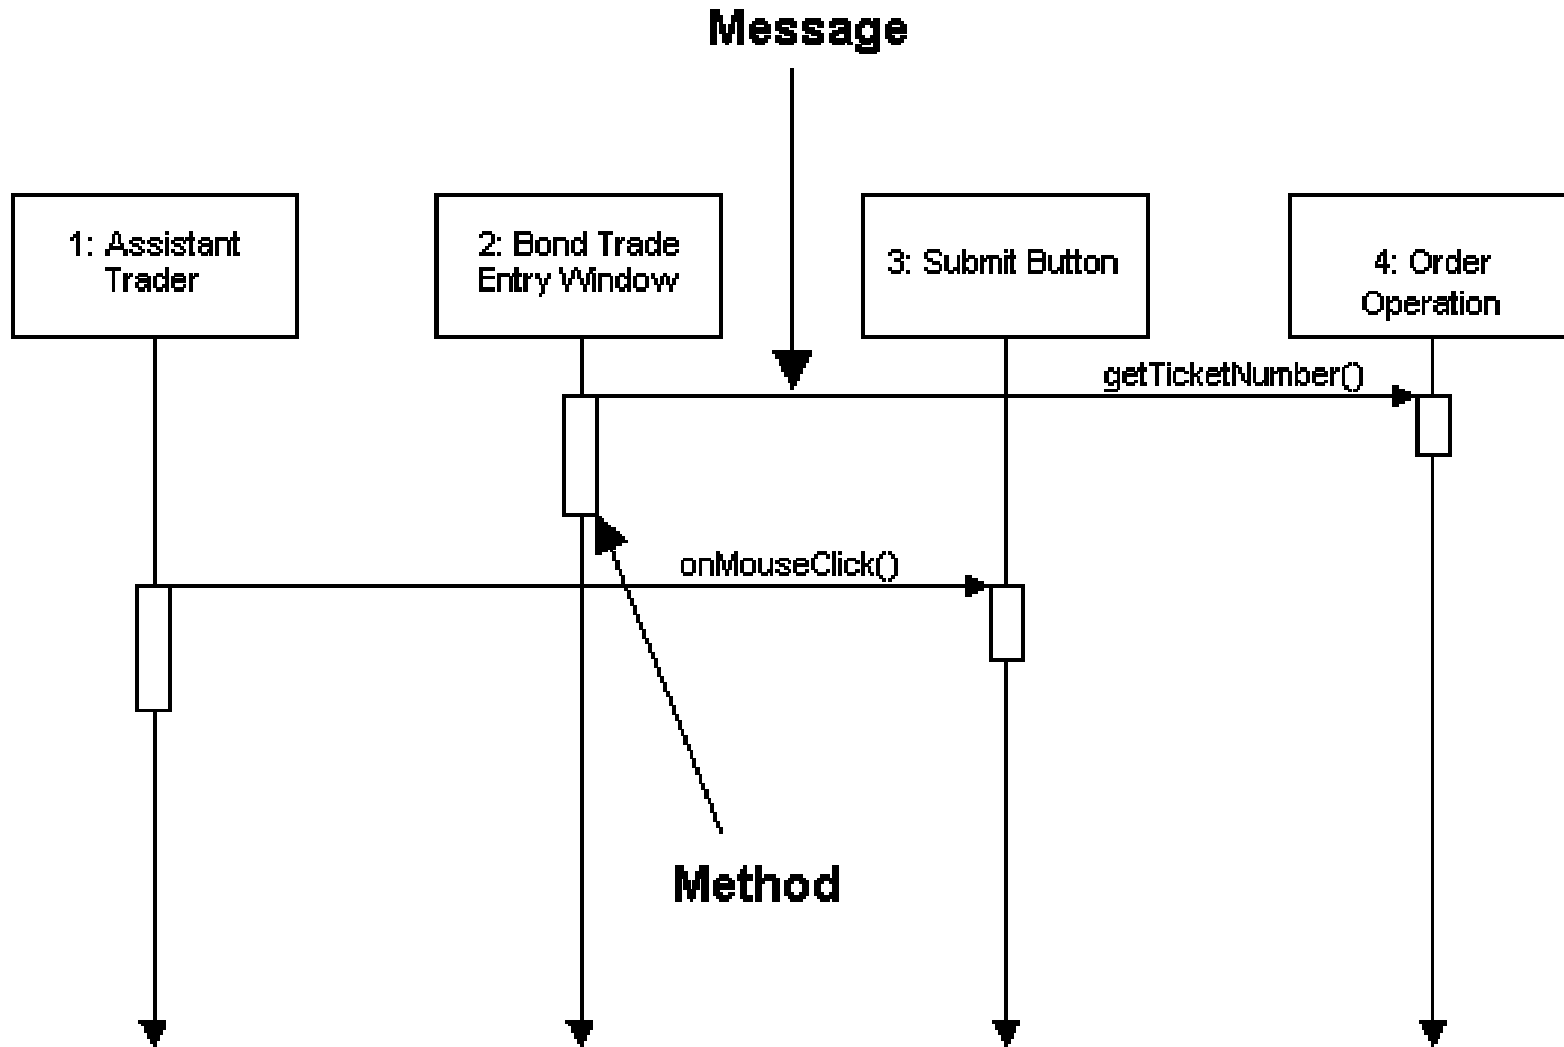 Message
1: Assistant
Trader
2: Bond Trade
Entry Window
3: Submit Button
4: Order
Operation
getTicketNumber()
onMouseClick()
Method